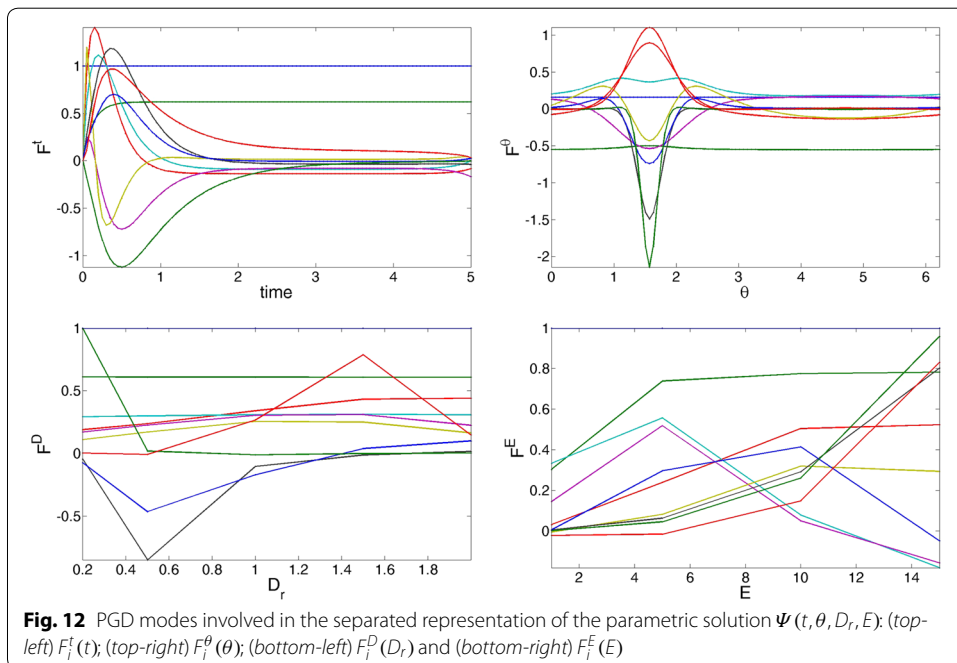 F^t
1
0.5
0
-0.5
-1
0 1 2 3 4 5
time
F^θ
1
0.5
0
-0.5
-1
-1.5
-2
0 1 2 3 4 5 6
θ
F^D
1
0.5
0
-0.5
0.2 0.4 0.6 0.8 1 1.2 1.4 1.6 1.8
D_r
F^E
1
0.8
0.6
0.4
0.2
0
2 4 6 8 10 12 14
E
Fig. 12 PGD modes involved in the separated representation of the parametric solution Ψ(t, θ, D_r, E): (top-
left) F_i^t(t); (top-right) F_i^θ(θ); (bottom-left) F_i^D(D_r) and (bottom-right) F_i^E(E)